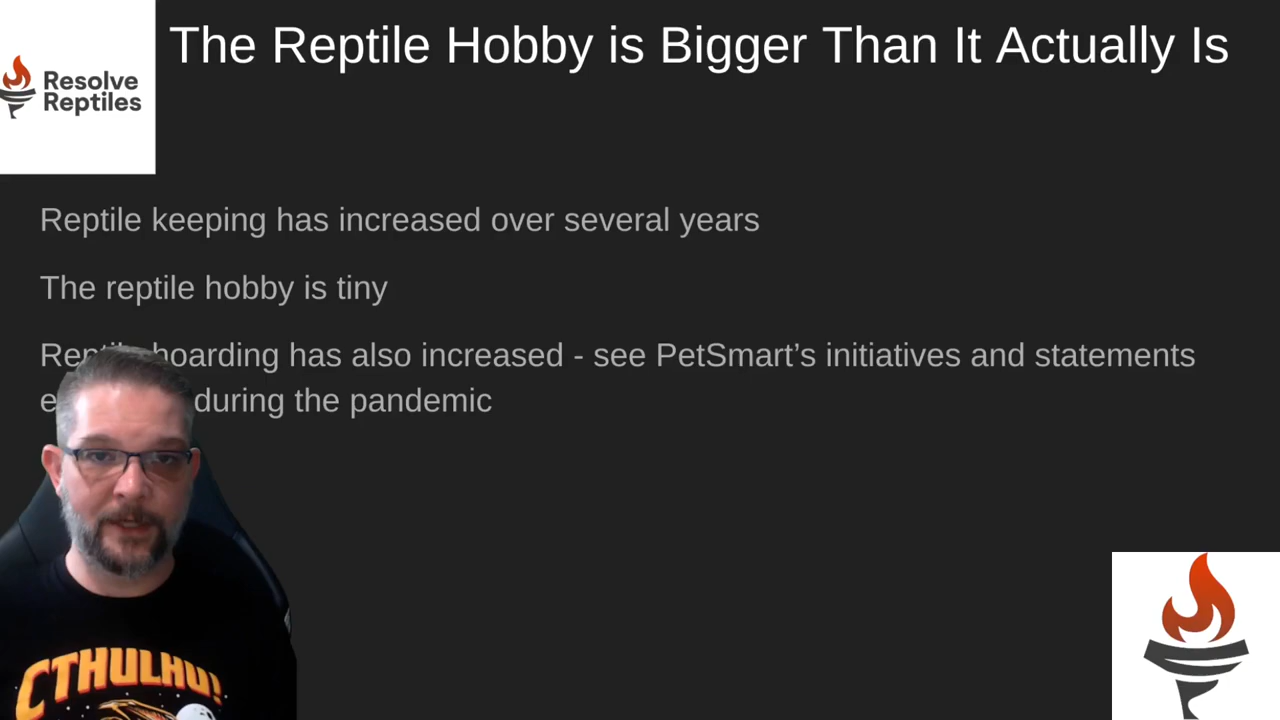 The Reptile Hobby is Bigger Than It Actually Is
Resolve
Reptiles
Reptile keeping has increased over several years
The reptile hobby is tiny
Reptile hoarding has also increased - see PetSmart’s initiatives and statements
during the pandemic
CTHULHU!